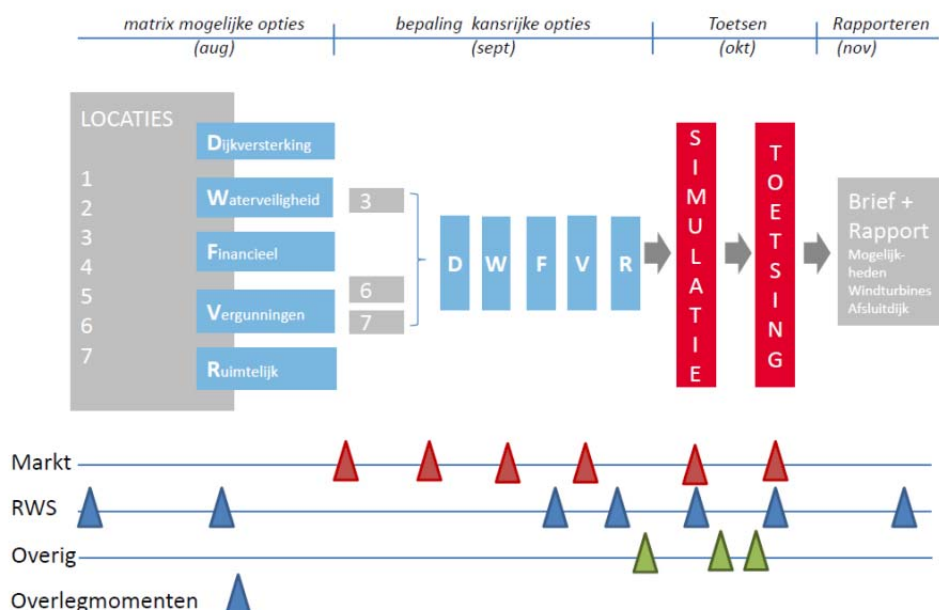 matrix mogelijke opties
(aug)
bepaling kansrijke opties
(sept)
Toetsen
(okt)
Rapporteren
(nov)
LOCATIES
1
2
3
4
5
6
7
Dijkversterking
Waterveiligheid
Financieel
Vergunningen
Ruimtelijk
3
6
7
D W F V R
SIMULATIE
TOETSING
Brief +
Rapport
Mogelijk-
heden
Windturbines
Afsluitdijk
Markt
RWS
Overig
Overlegmomenten